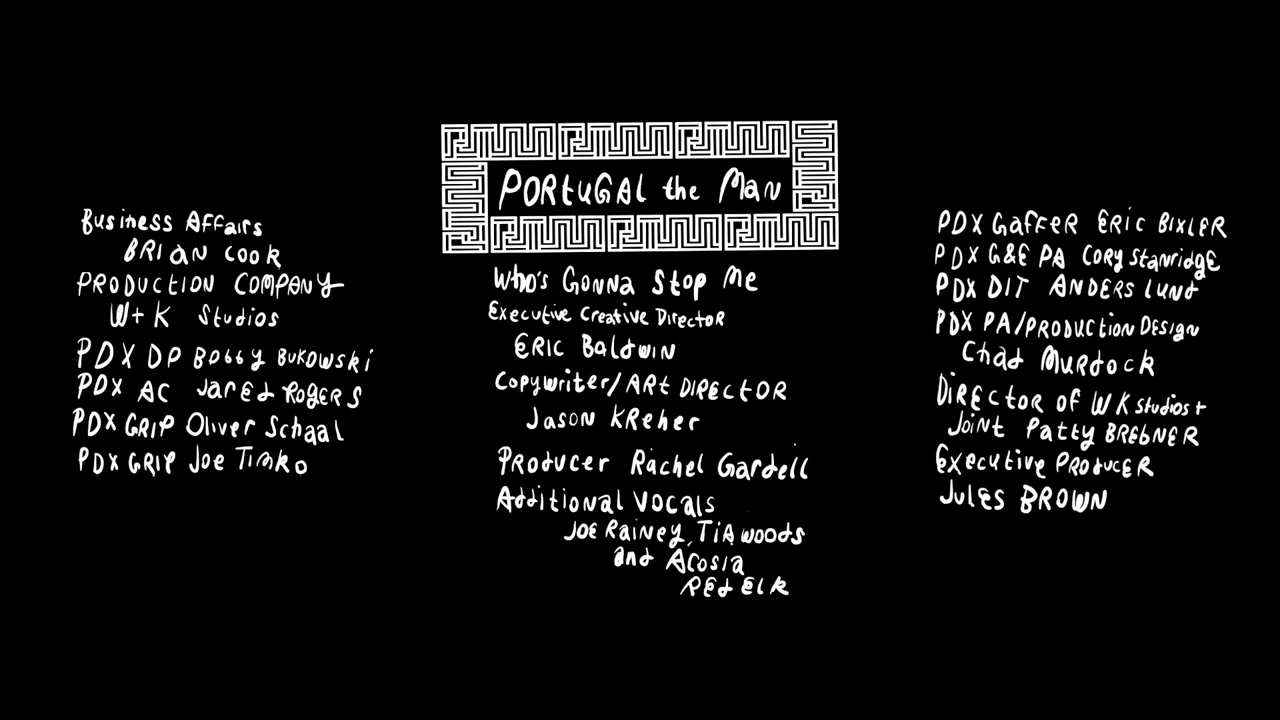 Business Affairs
BRIAN COOK
PRODUCTION COMPANY
W+K Studios
PDX DP Bobby BUKOWSKi
PDX AC Jared ROGERS
PDX GRIP Oliver Schaal
PDX GRIP JOE Timko
PORtUGAL the Man
WHO'S GONNA Stop Me
Executive Creative Director
ERIC Baldwin
Copywriter/ARt DIRECTOR
Jason KReher
Producer Rachel Gardell
Additional VOCAls
JOE Rainey, TiA woods
and Acosia
REd ELK
PDX GAFFER ERIC BIXLER
PDX G&E PA CORY Stanridge
PDX DIT ANDERS LUNd
PDX PA/PRODUCTION DESIGN
Chad MURdOCK
DIRECTOR OF WK Studios+
JOINT Patty BREBNER
EXECUtiVE PRODUCER
JULES BROWN